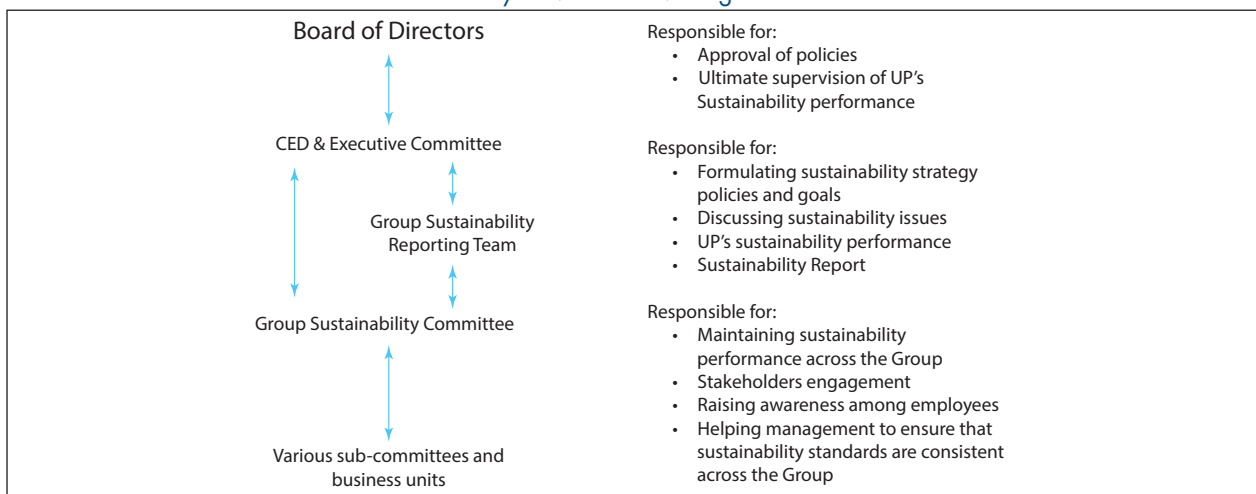 Board of Directors
Responsible for:
• Approval of policies
• Ultimate supervision of UP's
Sustainability performance
CED & Executive Committee
Responsible for:
• Formulating sustainability strategy
policies and goals
• Discussing sustainability issues
• UP's sustainability performance
• Sustainability Report
Group Sustainability
Reporting Team
Group Sustainability Committee
Responsible for:
• Maintaining sustainability
performance across the Group
• Stakeholders engagement
• Raising awareness among employees
• Helping management to ensure that
sustainability standards are consistent
across the Group
Various sub-committees and
business units